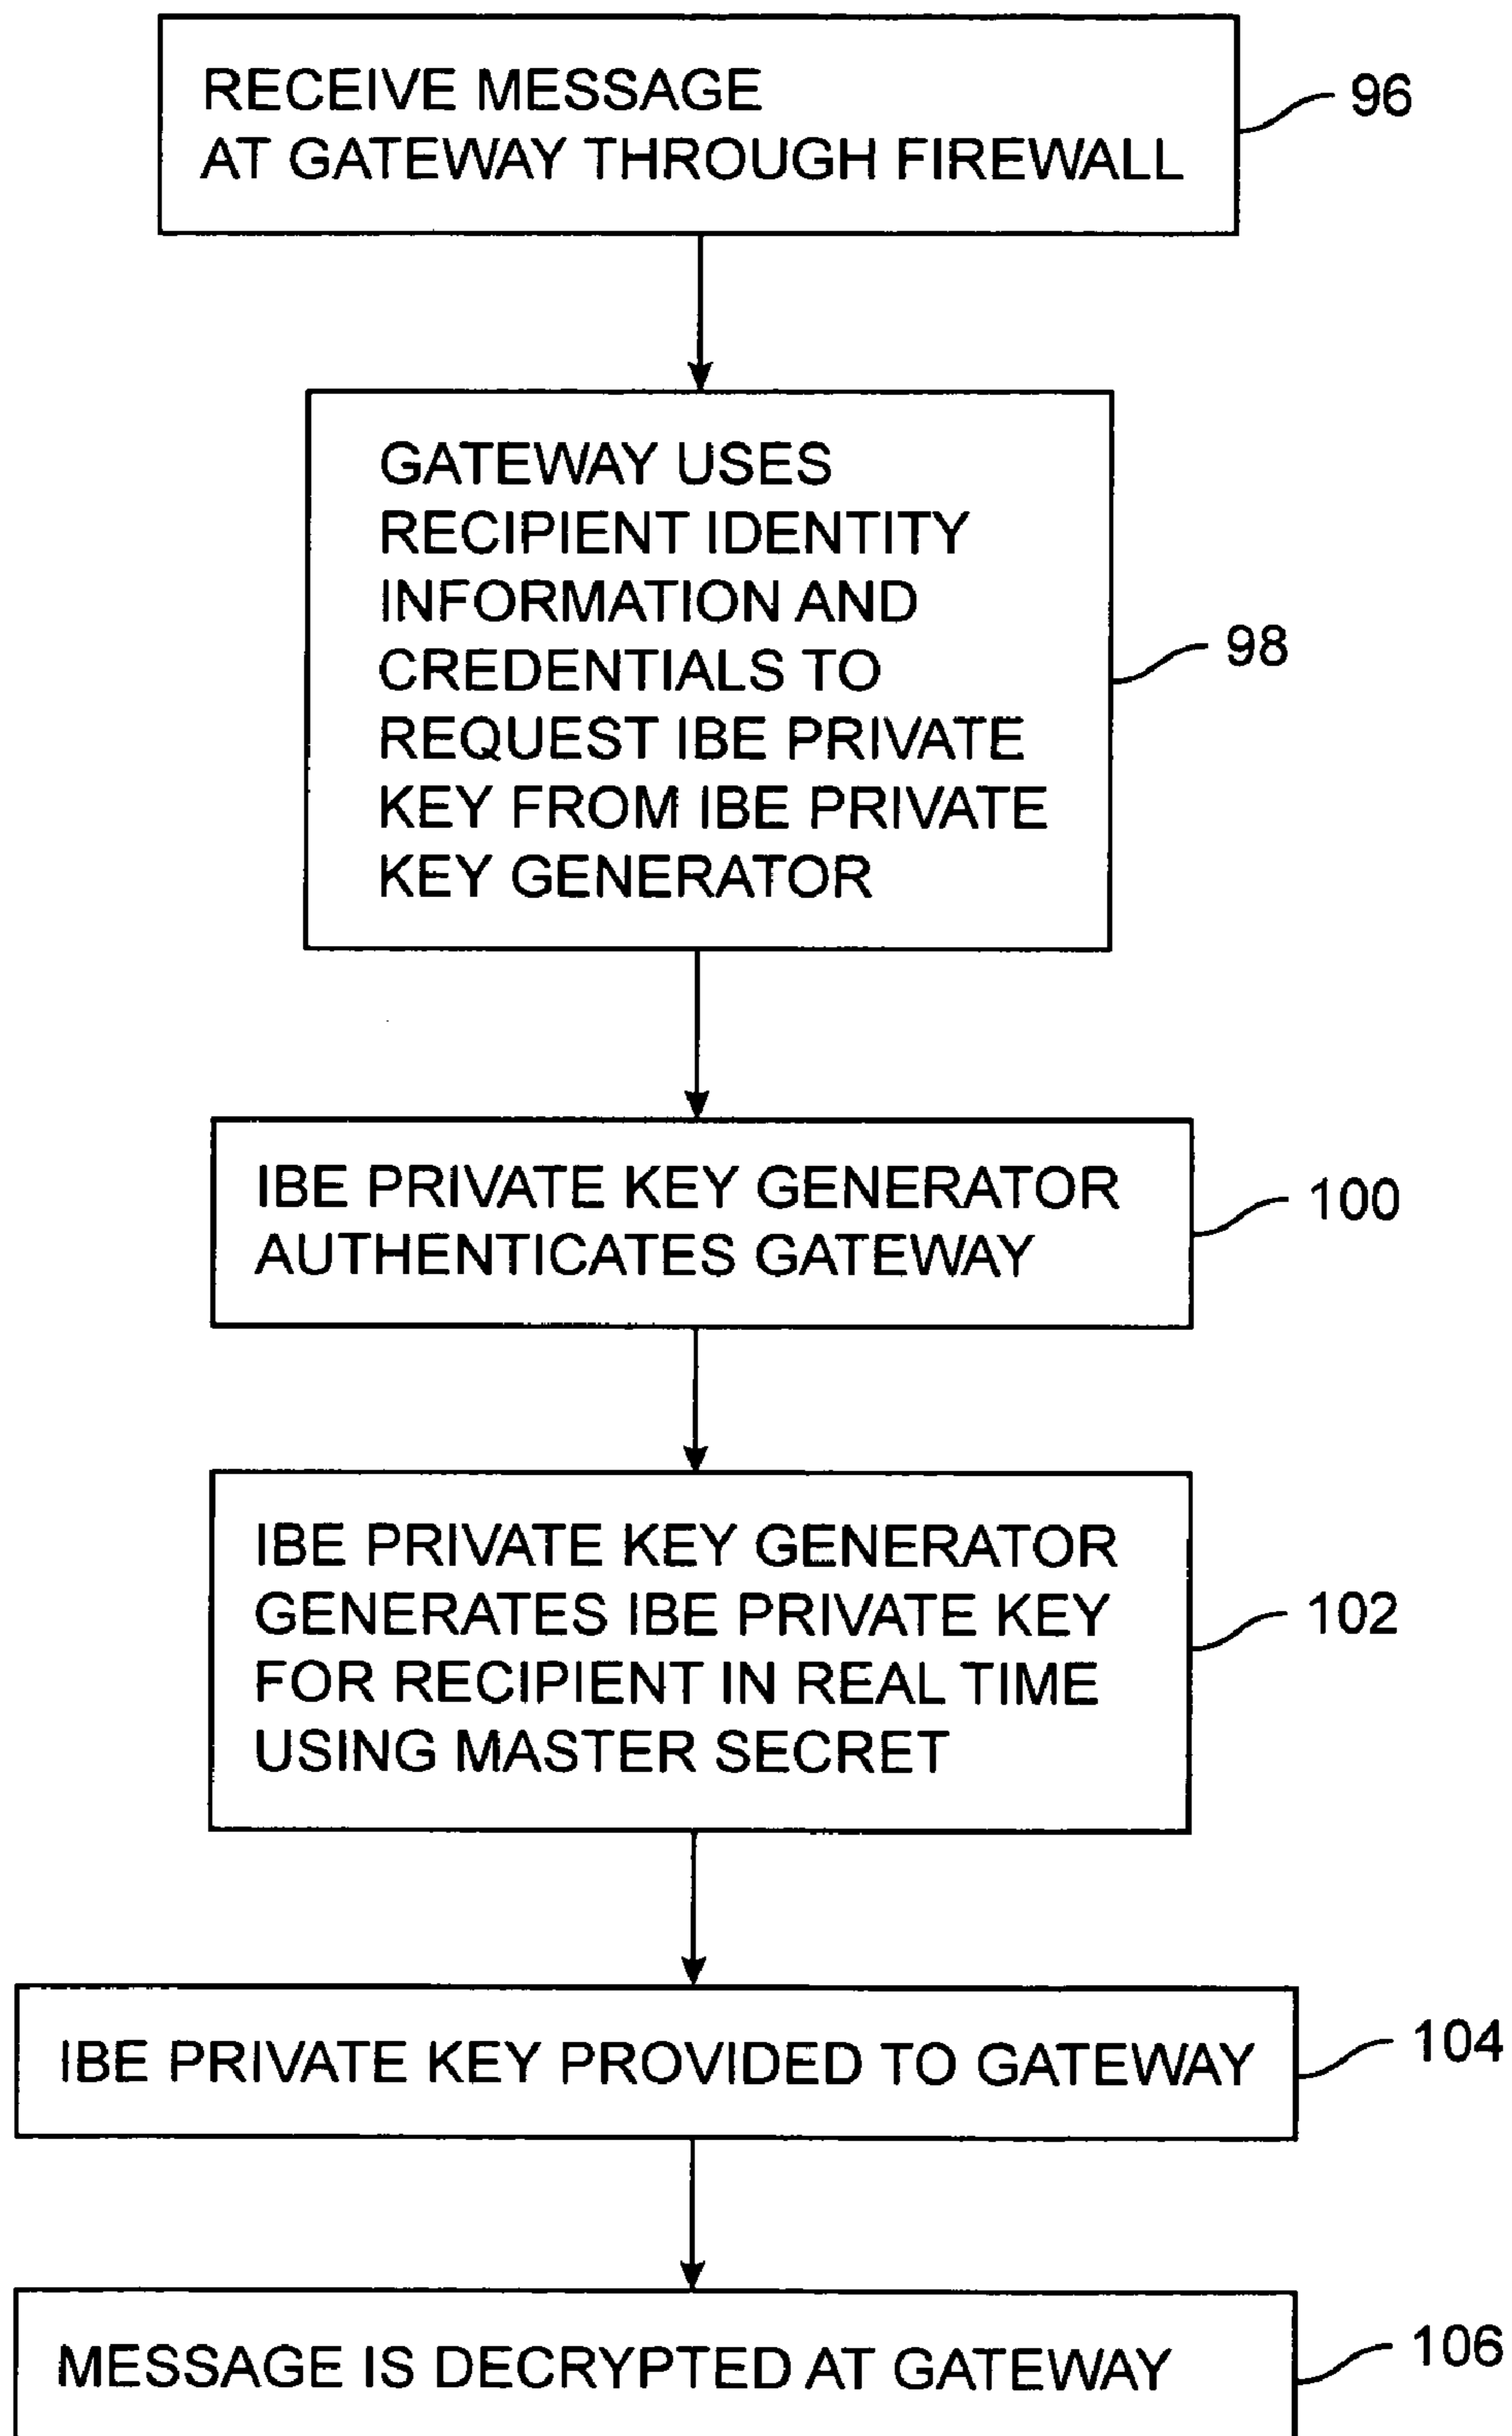 RECEIVE MESSAGE
AT GATEWAY THROUGH FIREWALL
96
GATEWAY USES
RECIPIENT IDENTITY
INFORMATION AND
CREDENTIALS TO
REQUEST IBE PRIVATE
KEY FROM IBE PRIVATE
KEY GENERATOR
98
IBE PRIVATE KEY GENERATOR
AUTHENTICATES GATEWAY
100
IBE PRIVATE KEY GENERATOR
GENERATES IBE PRIVATE KEY
FOR RECIPIENT IN REAL TIME
USING MASTER SECRET
102
IBE PRIVATE KEY PROVIDED TO GATEWAY
104
MESSAGE IS DECRYPTED AT GATEWAY
106